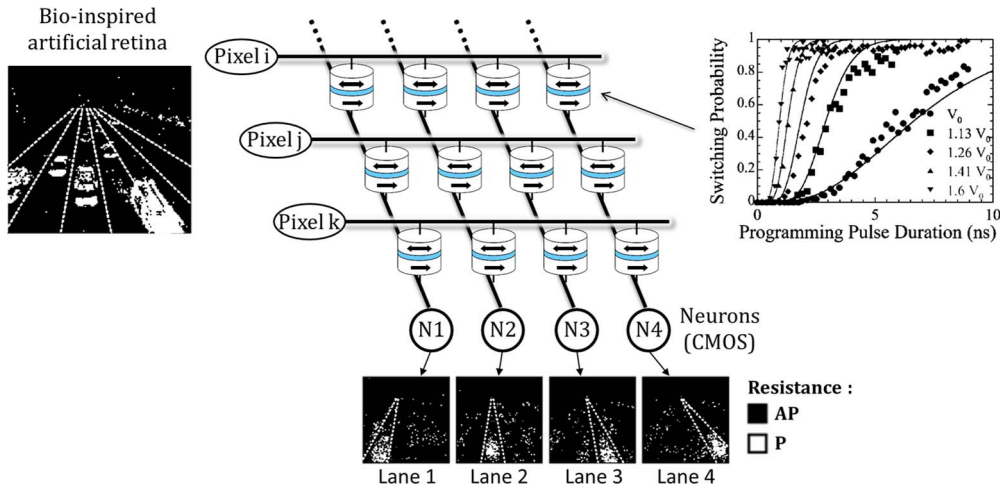 Bio-inspired
artificial retina
Pixel i
Pixel j
Pixel k
N1
N2
N3
N4
Neurons
(CMOS)
Lane 1
Lane 2
Lane 3
Lane 4
Resistance :
AP
P
Switching Probability
1
0.8
0.6
0.4
0.2
0
V₀
1.13 V₀
1.26 V₀
1.41 V₀
1.6 V₀
0
5
10
Programming Pulse Duration (ns)